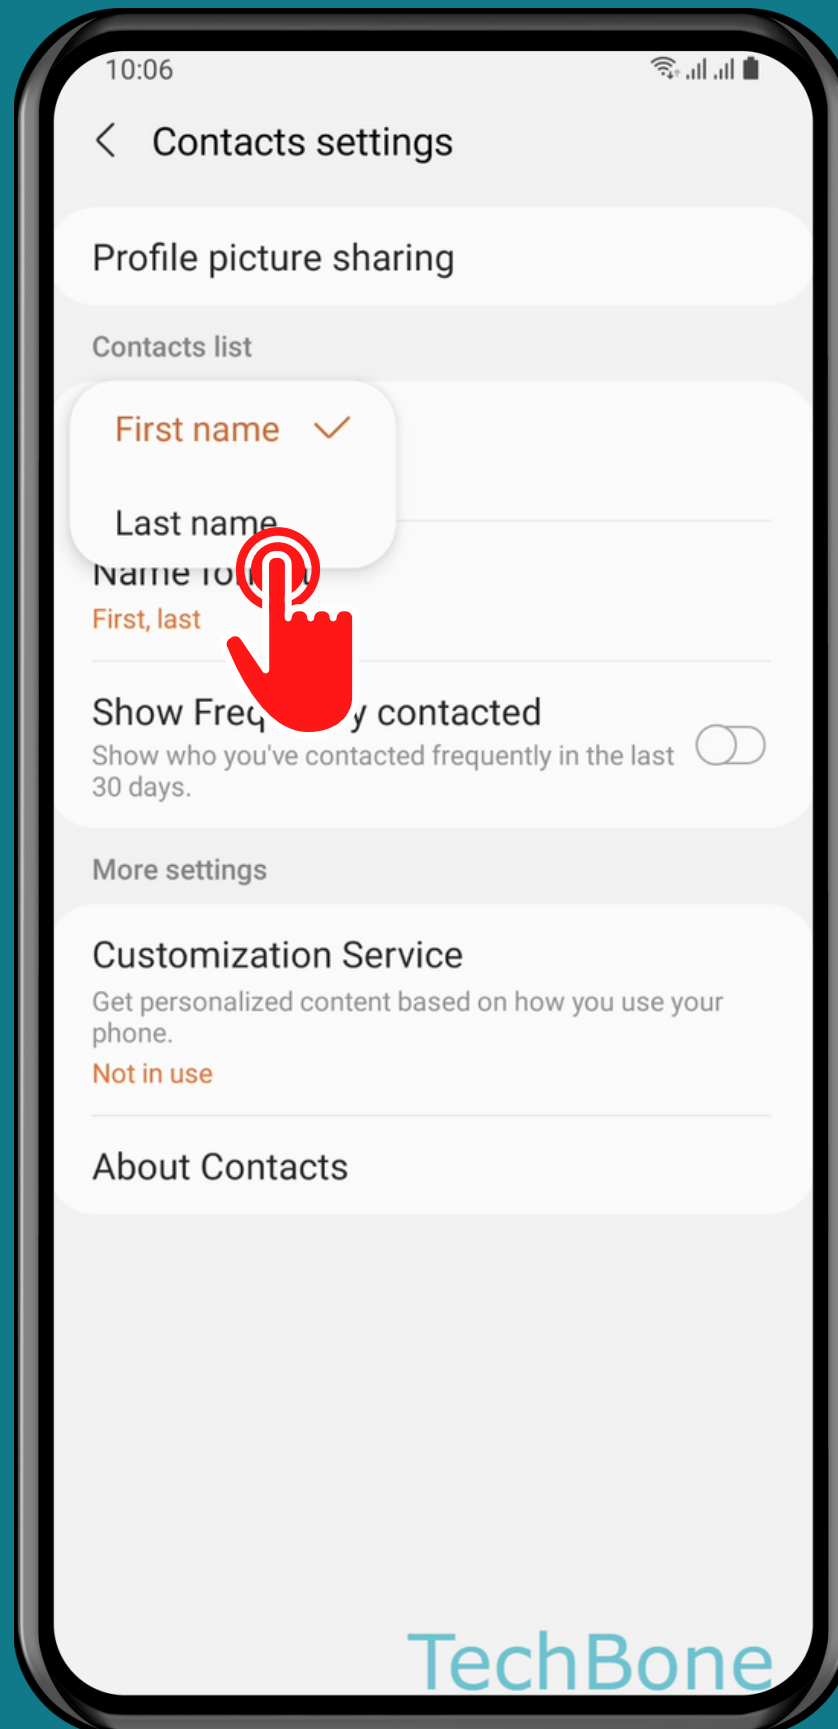 10:06
Contacts settings
Profile picture sharing
Contacts list
First name
Last name
Name
First, last
Show contacted
Show who you've contacted frequently in the last
30 days.
More settings
Customization Service
Get personalized content based on how you use your
phone.
Not in use
About Contacts
TechBone